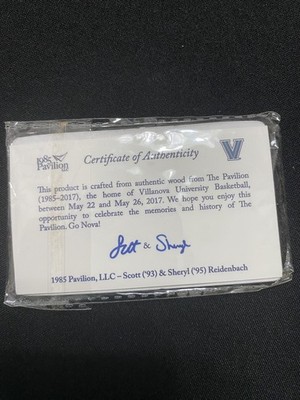 1985
Pavilion
Certificate of Authenticity
V
This product is crafted from authentic wood from The Pavilion
(1985-2017), the home of Villanova University Basketball,
between May 22 and May 26, 2017. We hope you enjoy this
opportunity to celebrate the memories and history of The
Pavilion. Go Nova!
Scott & Sheryl
1985 Pavilion, LLC – Scott ('93) & Sheryl ('95) Reidenbach